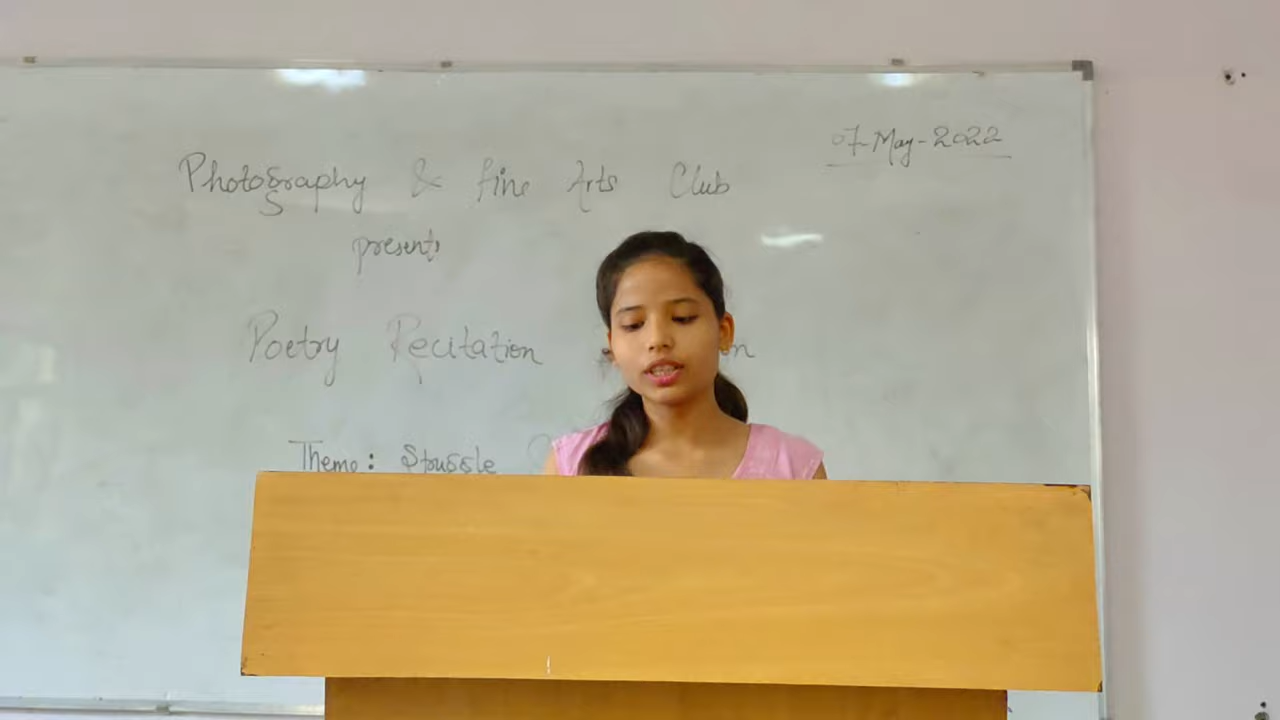 07-May-2022
Photography & Fine Arts Club
presents
Poetry Recitation
Theme: Struggle